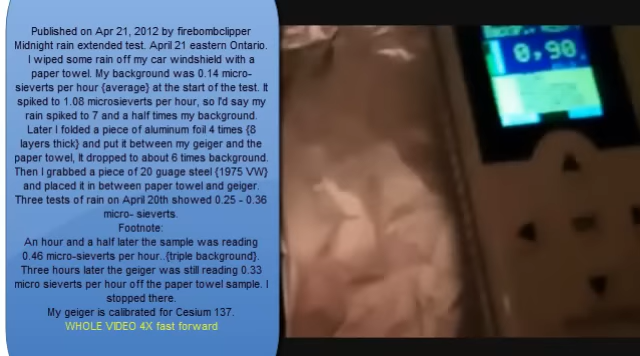 Published on Apr 21, 2012 by firebombclipper
Midnight rain extended test. April 21 eastern Ontario.
I wiped some rain off my car windshield with a
paper towel. My background was 0.14 micro-
sieverts per hour {average} at the start of the test. It
spiked to 1.08 microsieverts per hour, so I'd say my
rain spiked to 7 and a half times my background.
Later I folded a piece of aluminum foil 4 times {8
layers thick} and put it between my geiger and the
paper towel, It dropped to about 6 times background.
Then I grabbed a piece of 20 guage steel {1975 VW}
and placed it in between paper towel and geiger.
Three tests of rain on April 20th showed 0.25 - 0.36
micro- sieverts.
Footnote:
An hour and a half later the sample was reading
0.46 micro-sieverts per hour..{triple background}.
Three hours later the geiger was still reading 0.33
micro sieverts per hour off the paper towel sample. I
stopped there.
My geiger is calibrated for Cesium 137.
WHOLE VIDEO 4X fast forward
0,90